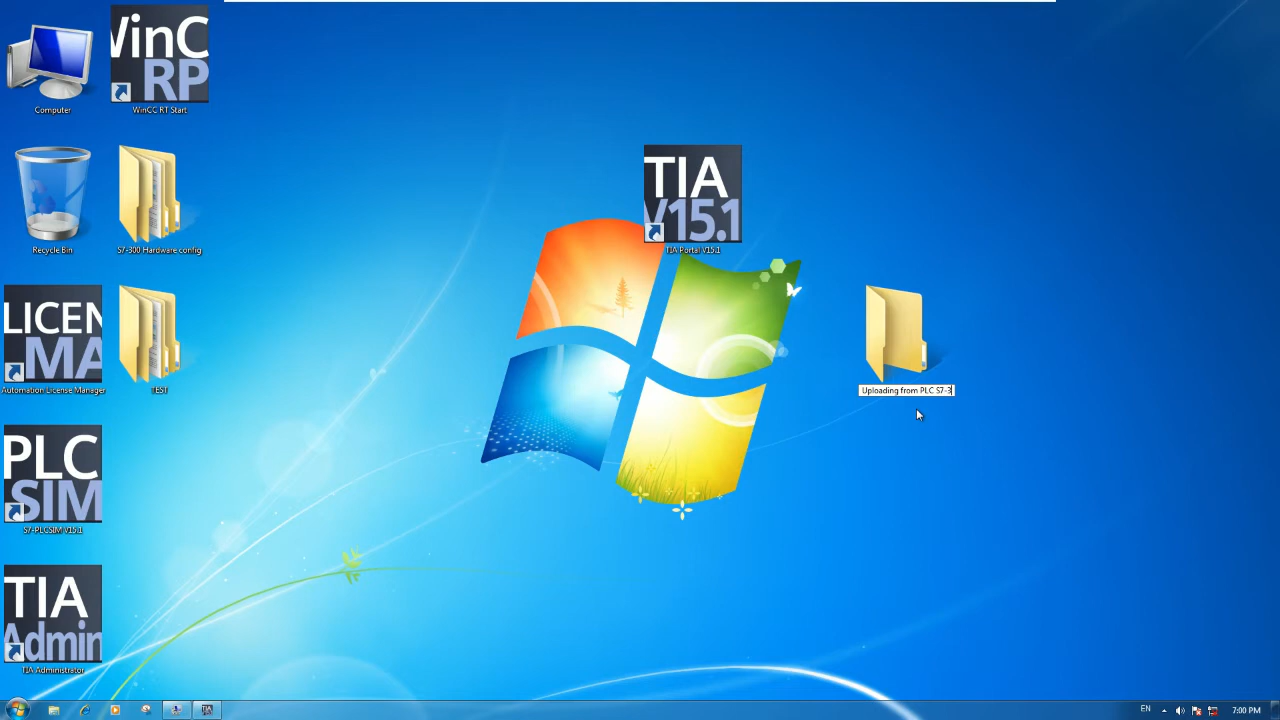 Computer
WinC
RP
WinCC RT Start
Recycle Bin
S7-300 Hardware config
LICEN
MA
Automation License Manager
TEST
PLC
SIM
S7-PLCSIM V15.1
TIA
Admin
TIA Administrator
TIA
V15.1
TIA Portal V15.1
Uploading from PLC S7-3
EN
7:00 PM